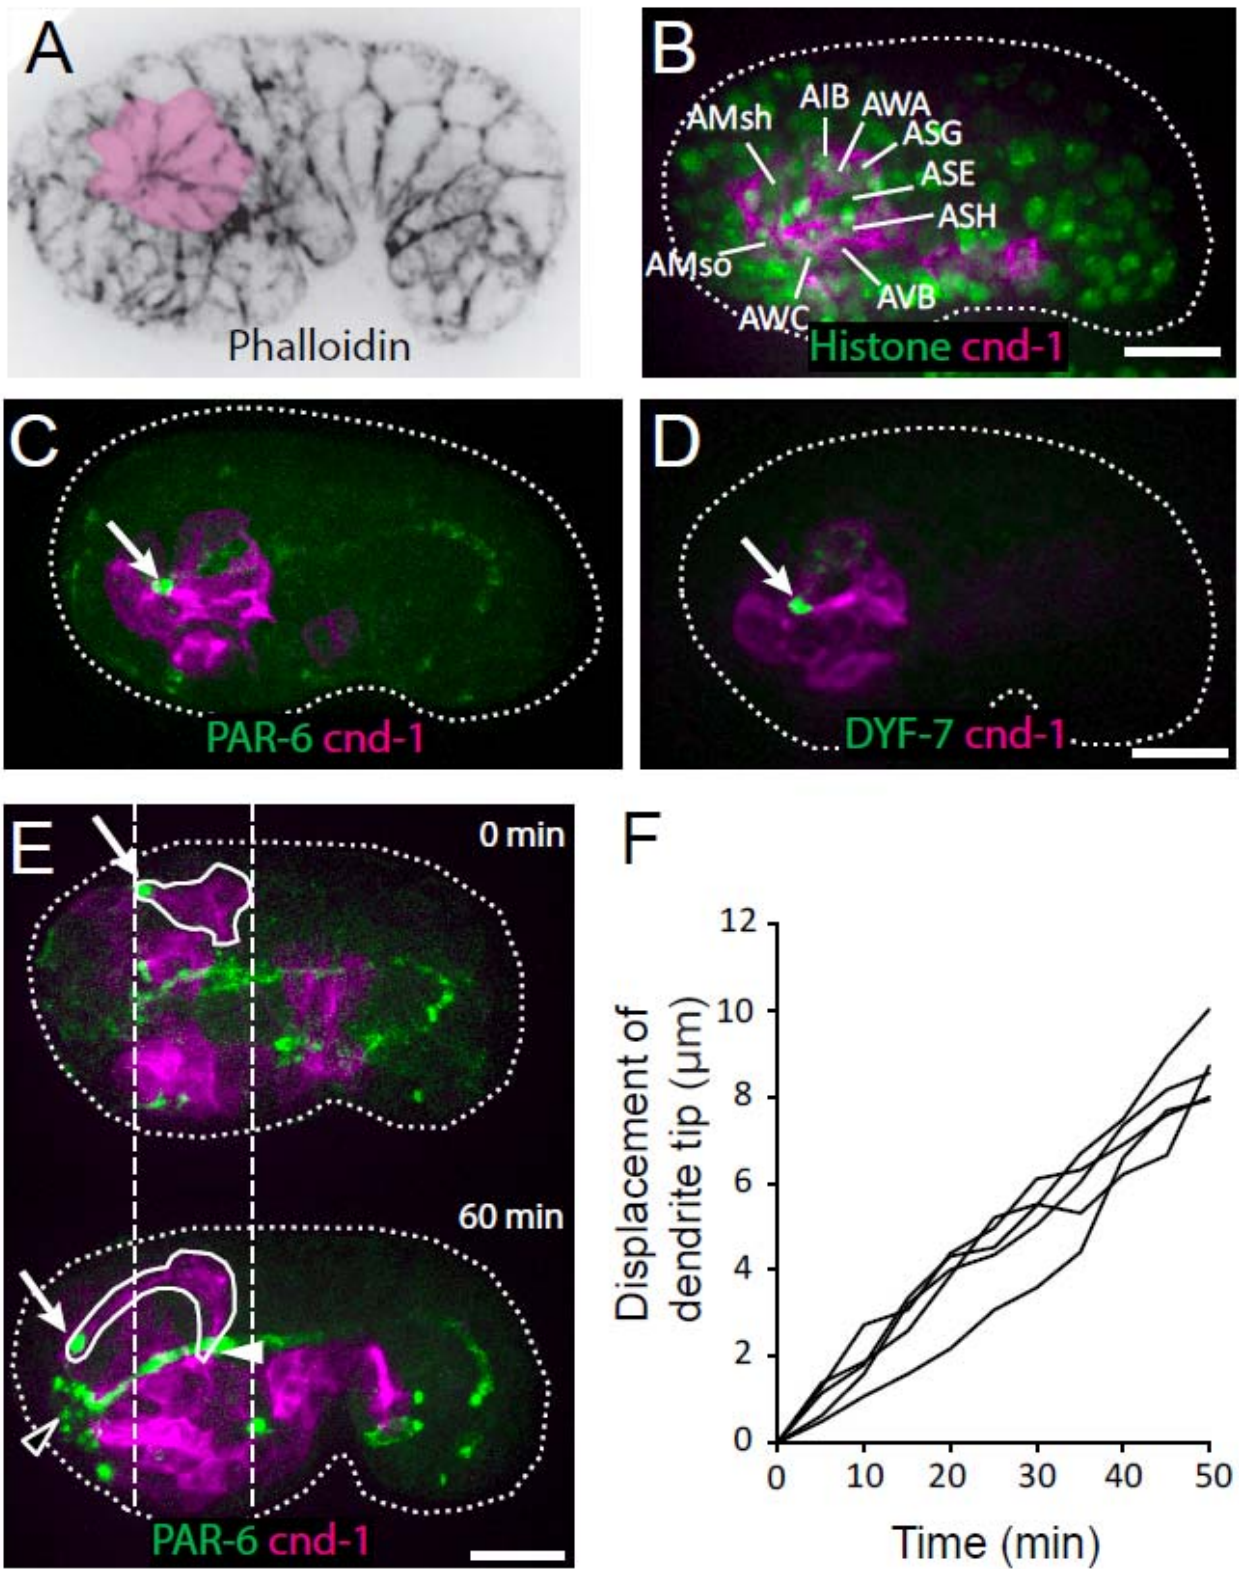 A
Phalloidin
B
AMsh
AIB
AWA
ASG
ASE
ASH
AMso
AWC
AVB
Histone cnd-1
C
PAR-6 cnd-1
D
DYF-7 cnd-1
E
0 min
60 min
PAR-6 cnd-1
F
Displacement of
dendrite tip (µm)
12
10
8
6
4
2
0
0 10 20 30 40 50
Time (min)